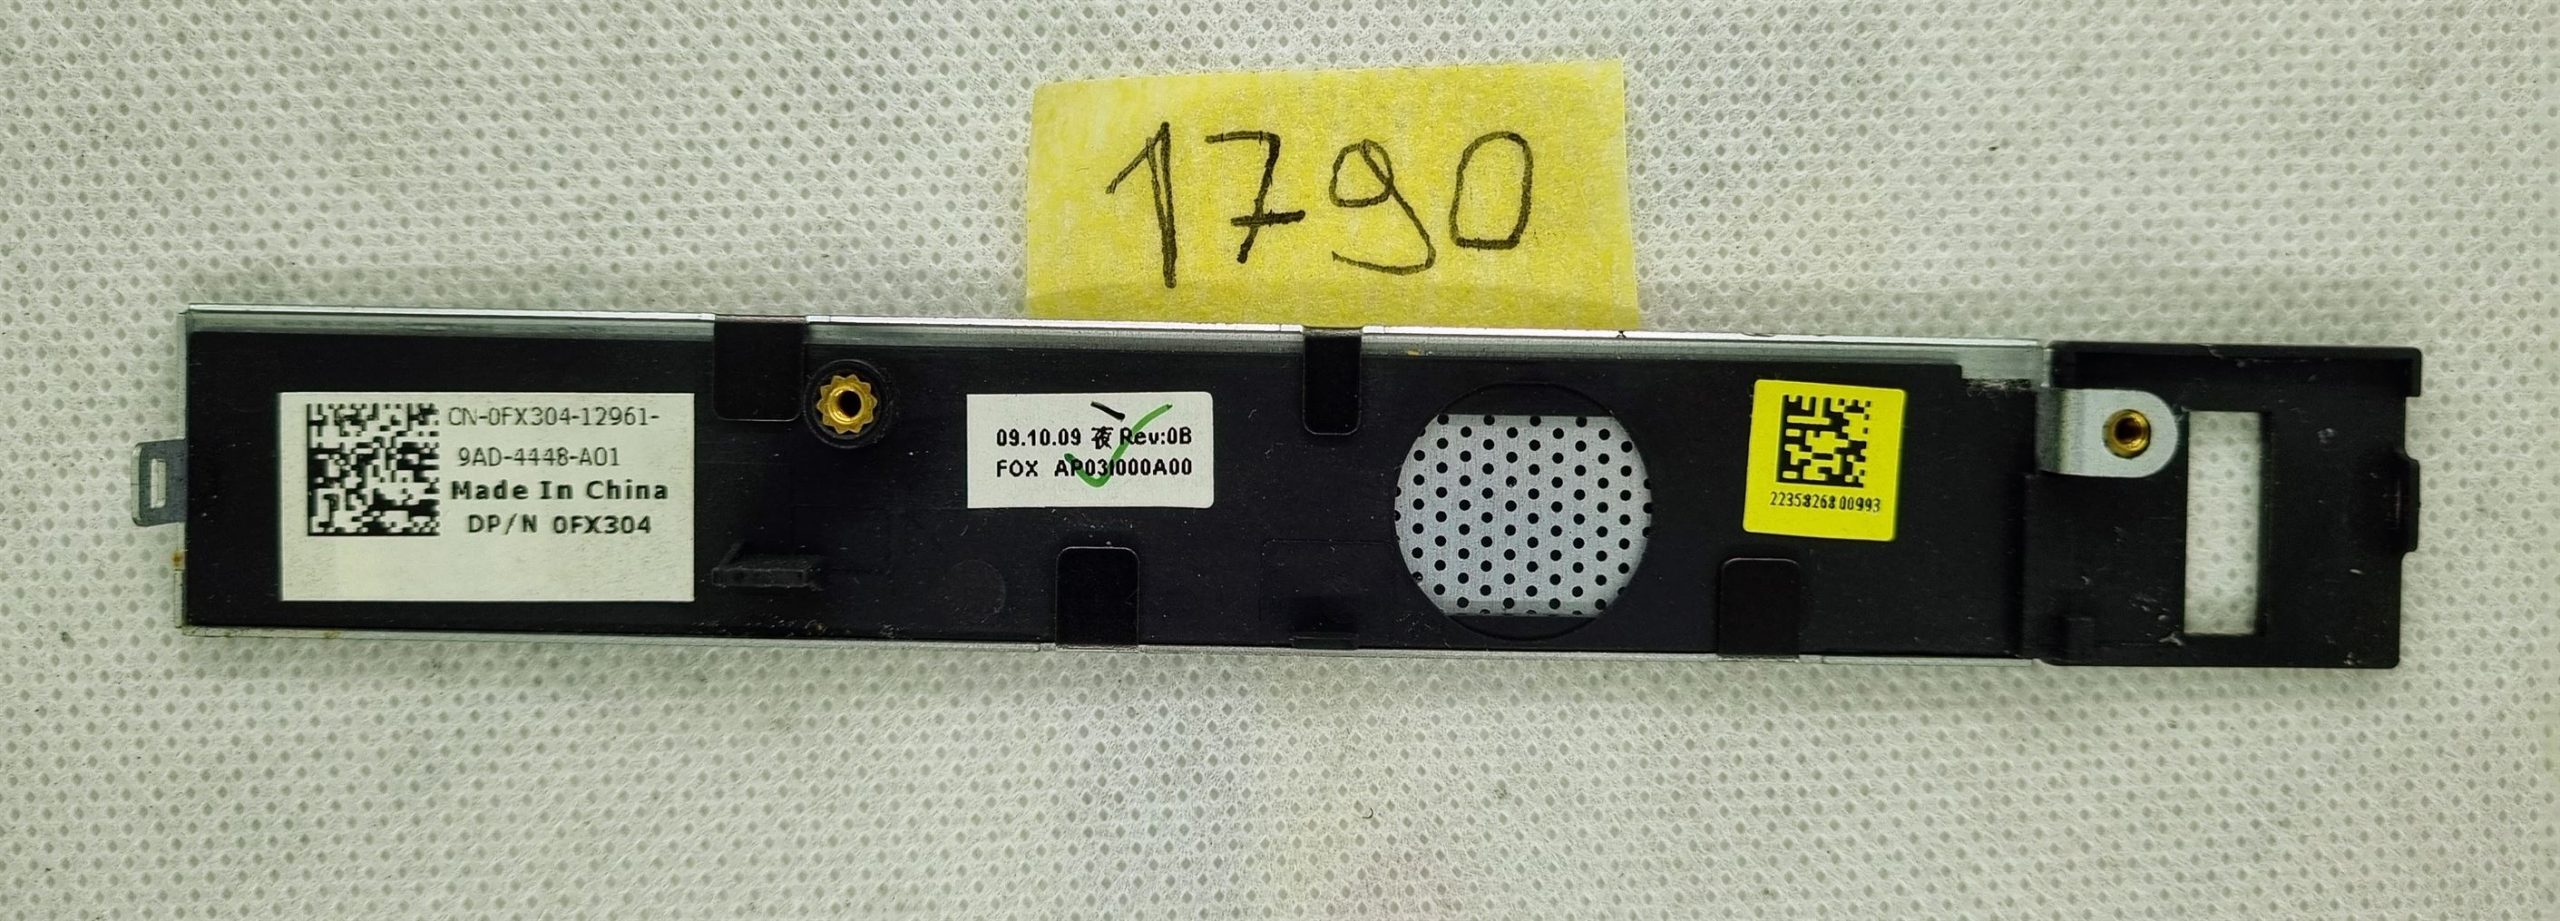 1790
CN-0FX304-12961-
9AD-4448-A01
Made In China
DP/N 0FX304
09.10.09 夜 Rev:0B
FOX AP03I000A00
2235826800993